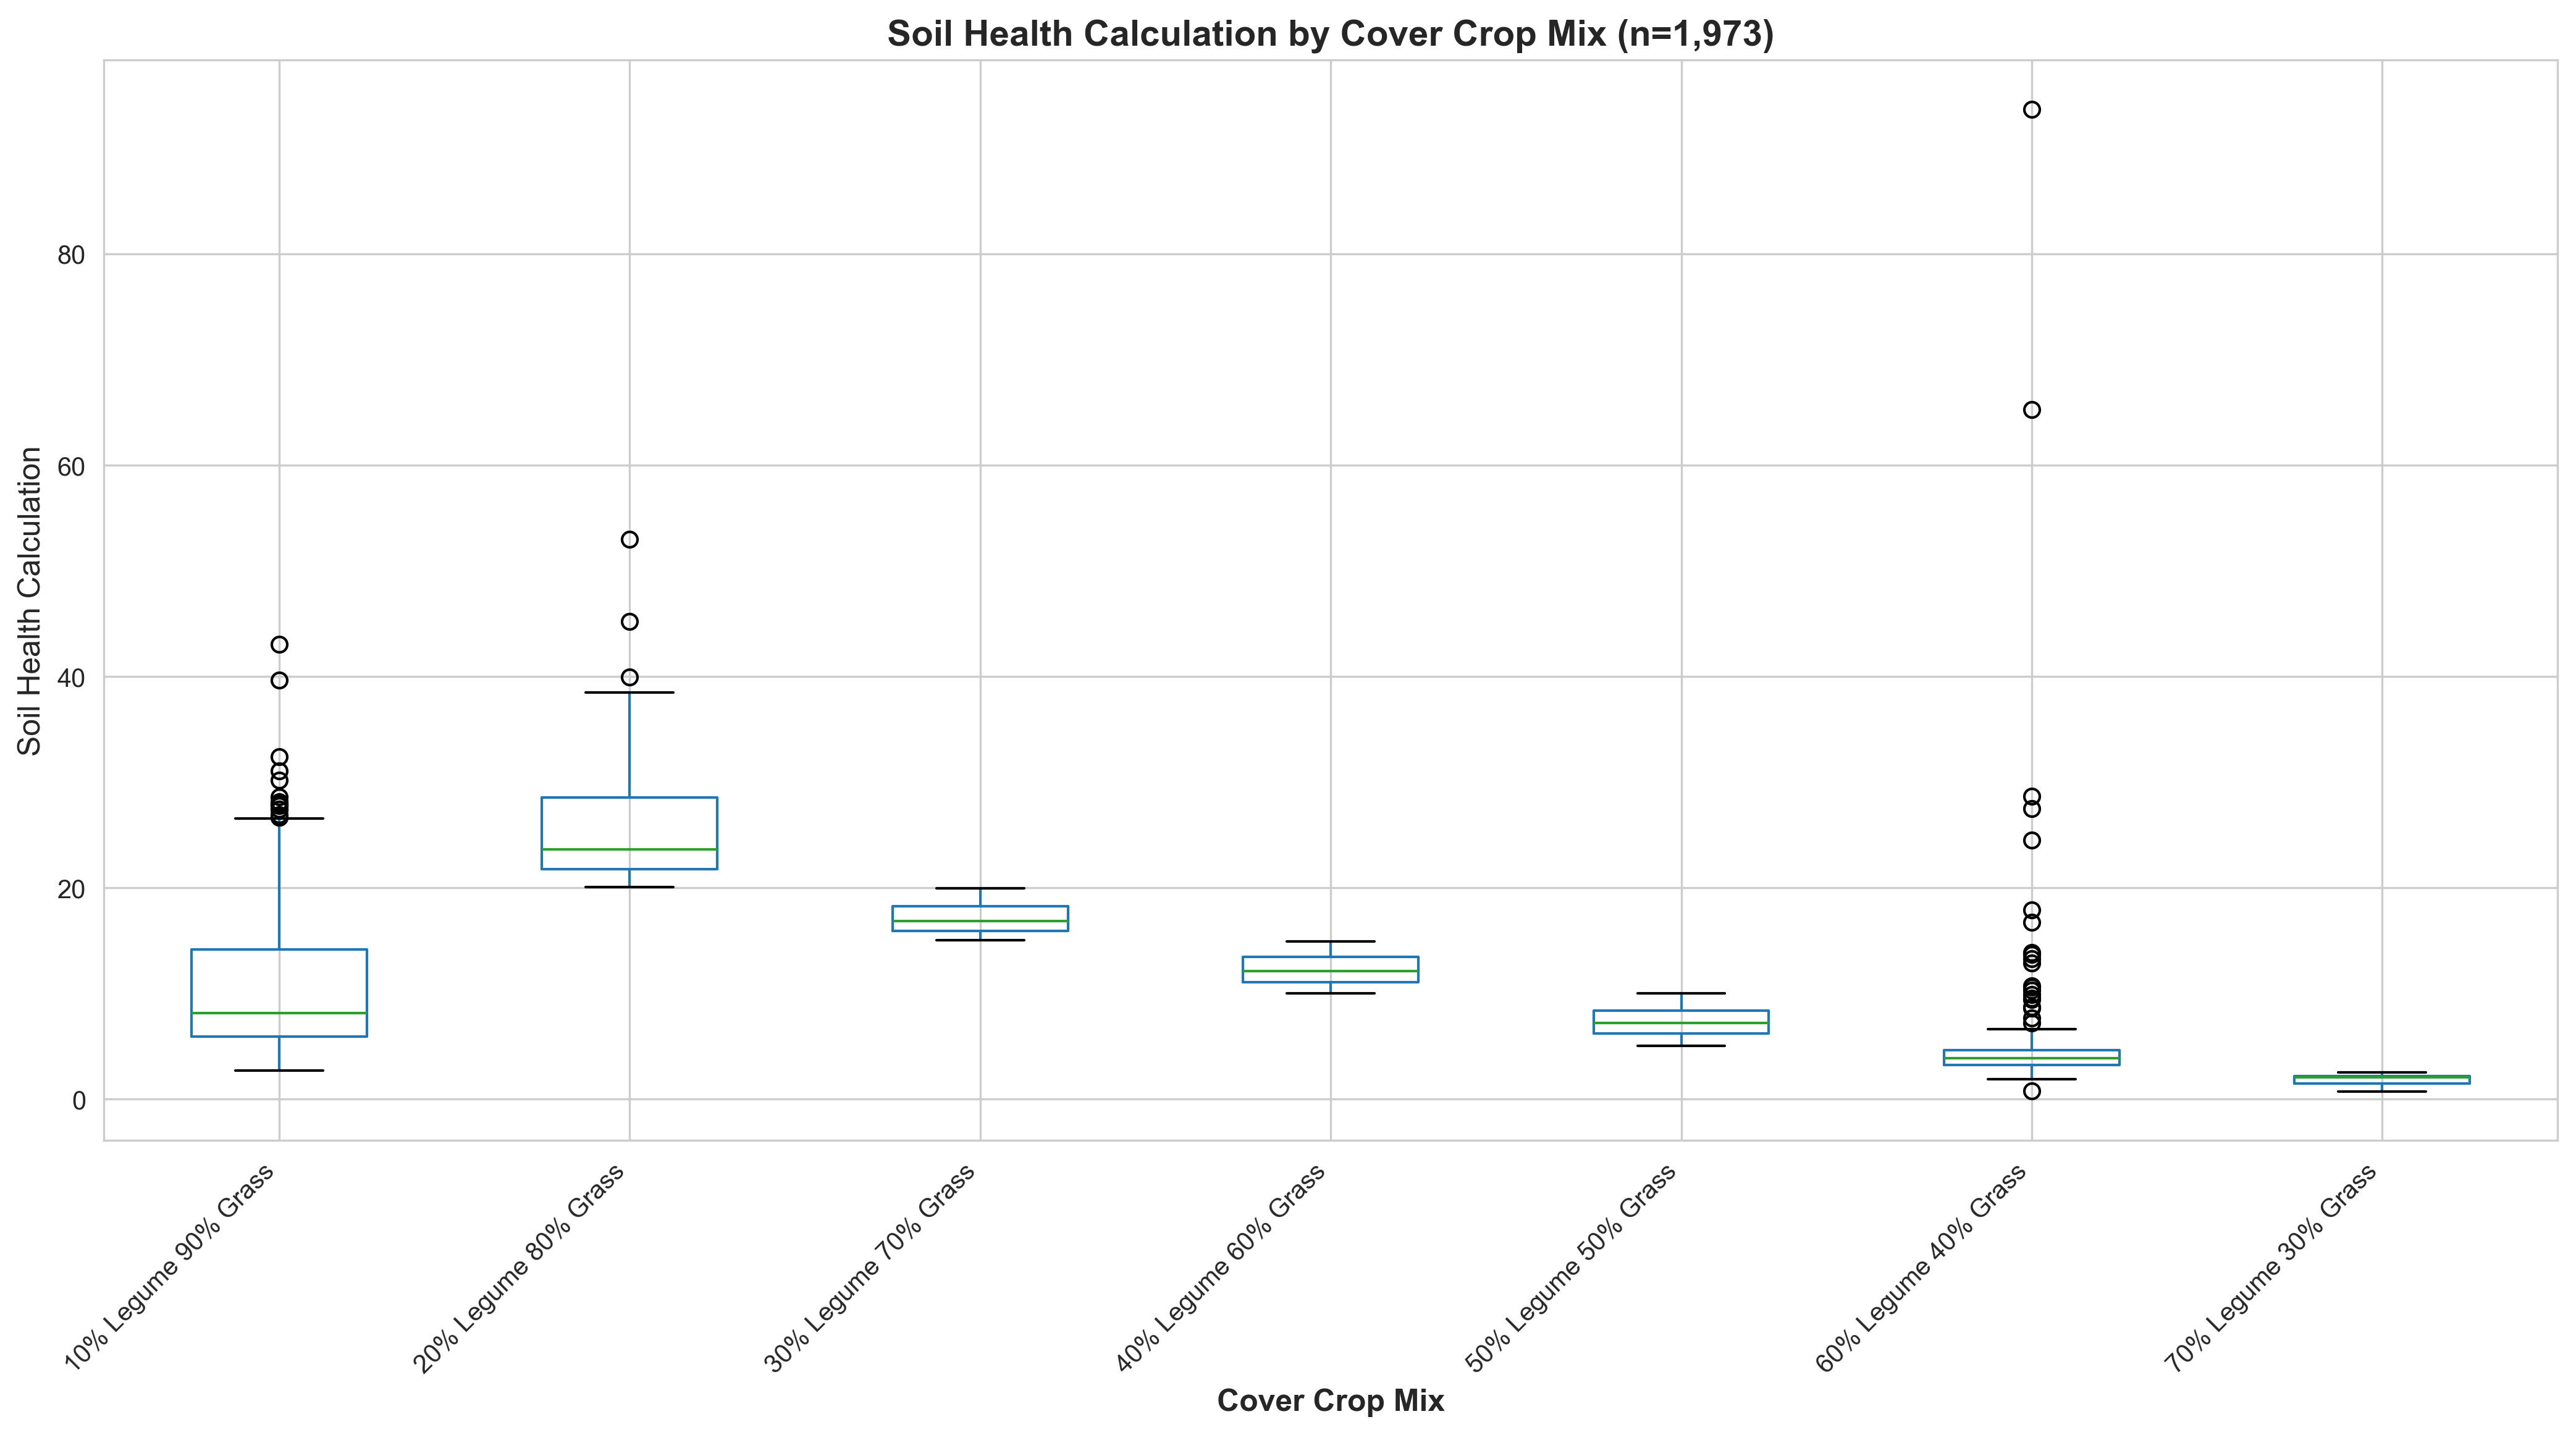 Soil Health Calculation by Cover Crop Mix (n=1,973)
Soil Health Calculation
80
60
40
20
0
10% Legume 90% Grass
20% Legume 80% Grass
30% Legume 70% Grass
40% Legume 60% Grass
50% Legume 50% Grass
60% Legume 40% Grass
70% Legume 30% Grass
Cover Crop Mix